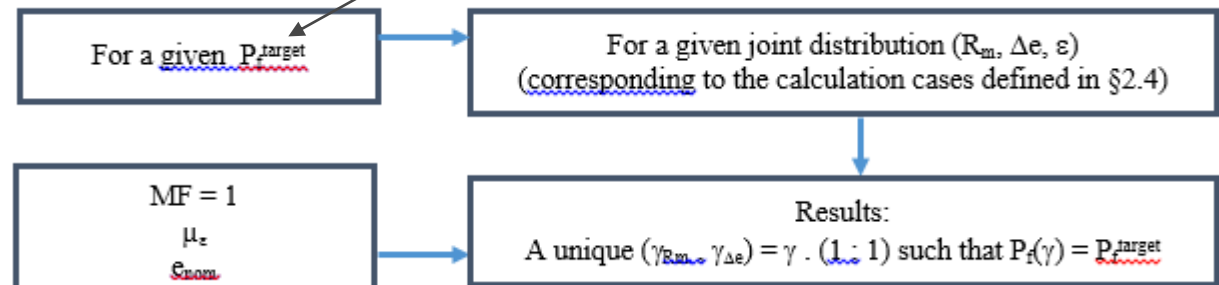 For a given P_f^target
For a given joint distribution (R_m, Δe, ε)
(corresponding to the calculation cases defined in §2.4)
MF = 1
μ_ε
e_nom
Results:
A unique (γ_Rm, γ_Δe) = γ . (1 ; 1) such that P_f(γ) = P_f^target